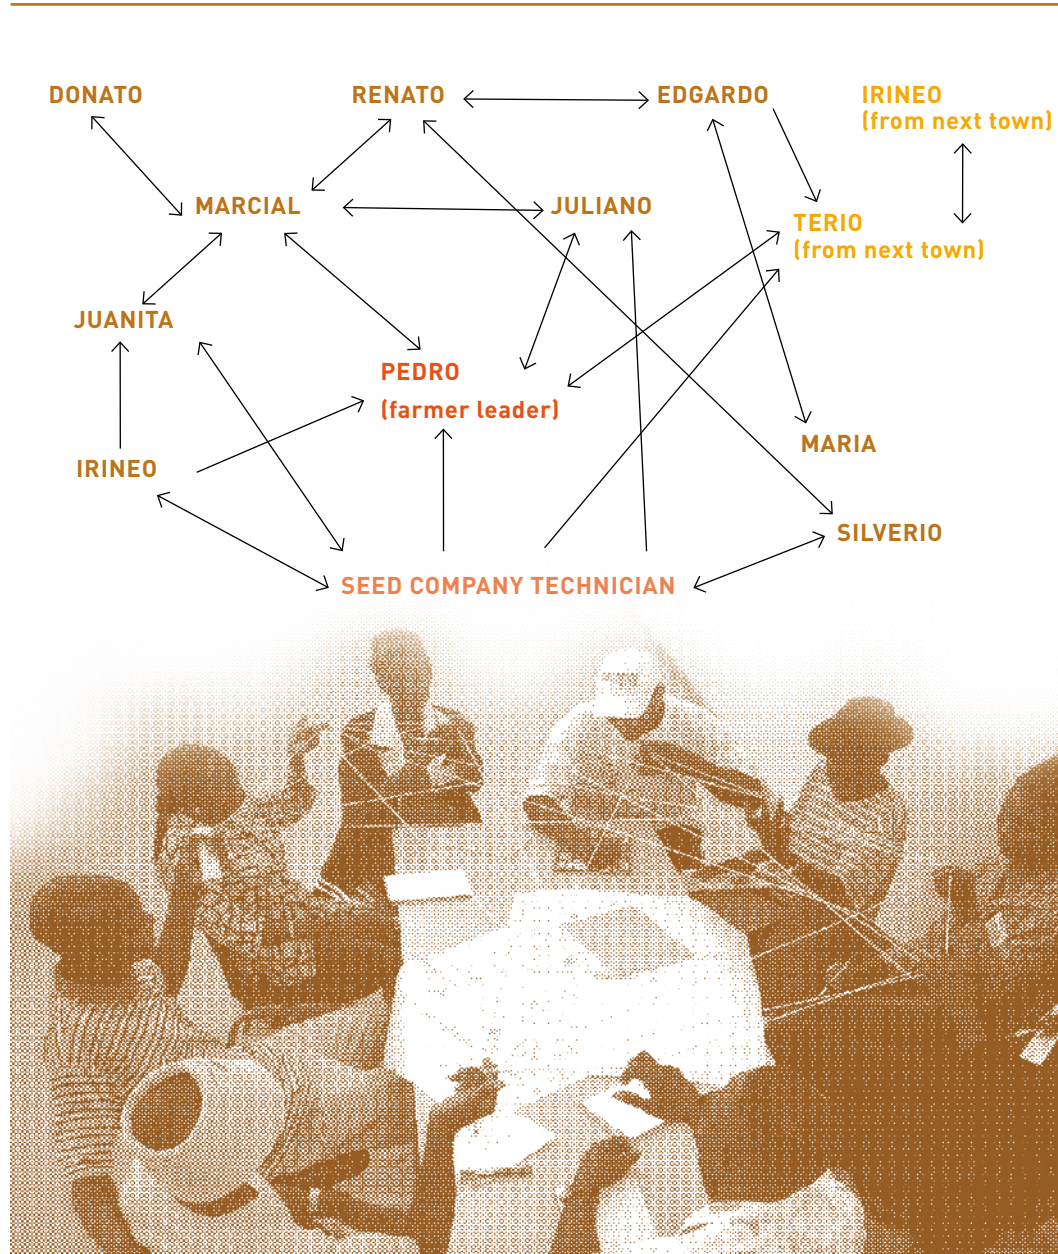 DONATO
RENATO
EDGARDO
IRINEO
(from next town)
MARCIAL
JULIANO
TERIO
(from next town)
JUANITA
PEDRO
(farmer leader)
MARIA
IRINEO
SILVERIO
SEED COMPANY TECHNICIAN